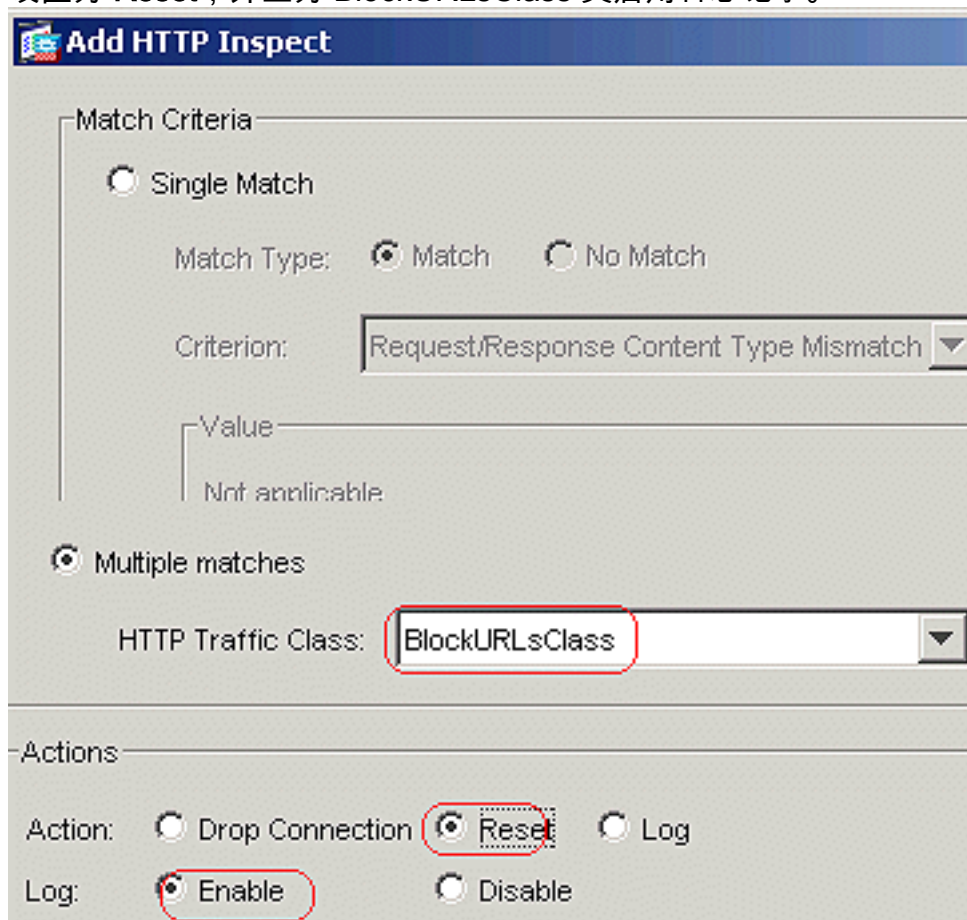 Add HTTP Inspect
Match Criteria
Single Match
Match Type: Match No Match
Criterion: Request/Response Content Type Mismatch
Value
Not applicable
Multiple matches
HTTP Traffic Class: BlockURLsClass
Actions
Action: Drop Connection Reset Log
Log: Enable Disable